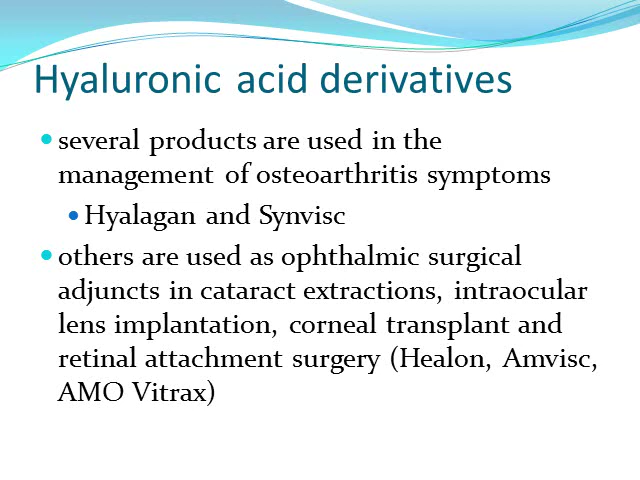 Hyaluronic acid derivatives
• several products are used in the
management of osteoarthritis symptoms
• Hyalagan and Synvisc
• others are used as ophthalmic surgical
adjuncts in cataract extractions, intraocular
lens implantation, corneal transplant and
retinal attachment surgery (Healon, Amvisc,
AMO Vitrax)